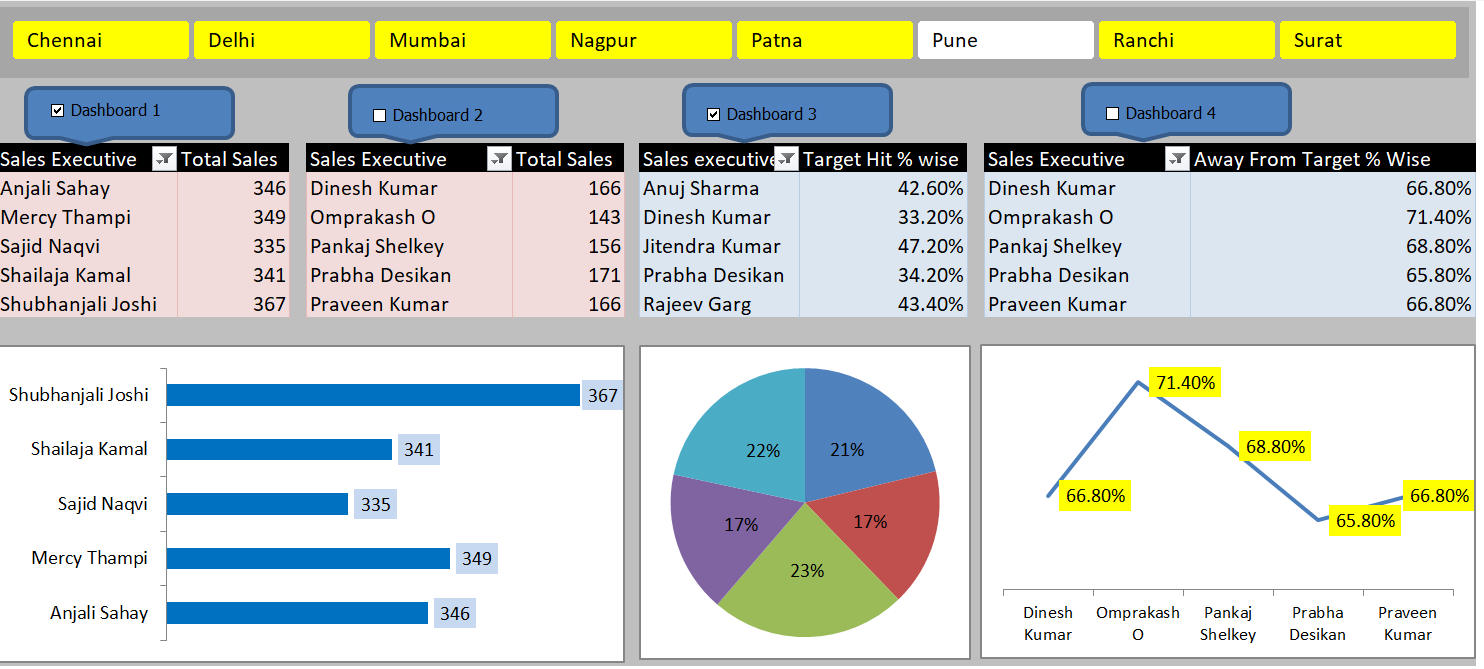 Chennai Delhi Mumbai Nagpur Patna Pune Ranchi Surat
Dashboard 1 Dashboard 2 Dashboard 3 Dashboard 4
Sales Executive Total Sales Sales Executive Total Sales Sales executive Target Hit % wise Sales Executive Away From Target % Wise
Anjali Sahay 346 Dinesh Kumar 166 Anuj Sharma 42.60% Dinesh Kumar 66.80%
Mercy Thampi 349 Omprakash O 143 Dinesh Kumar 33.20% Omprakash O 71.40%
Sajid Naqvi 335 Pankaj Shelkey 156 Jitendra Kumar 47.20% Pankaj Shelkey 68.80%
Shailaja Kamal 341 Prabha Desikan 171 Prabha Desikan 34.20% Prabha Desikan 65.80%
Shubhanjali Joshi 367 Praveen Kumar 166 Rajeev Garg 43.40% Praveen Kumar 66.80%
Shubhanjali Joshi 367
Shailaja Kamal 341
Sajid Naqvi 335
Mercy Thampi 349
Anjali Sahay 346
22% 21%
17% 17%
23%
71.40%
68.80%
66.80% 66.80%
65.80%
Dinesh Omprakash Pankaj Prabha Praveen
Kumar O Shelkey Desikan Kumar